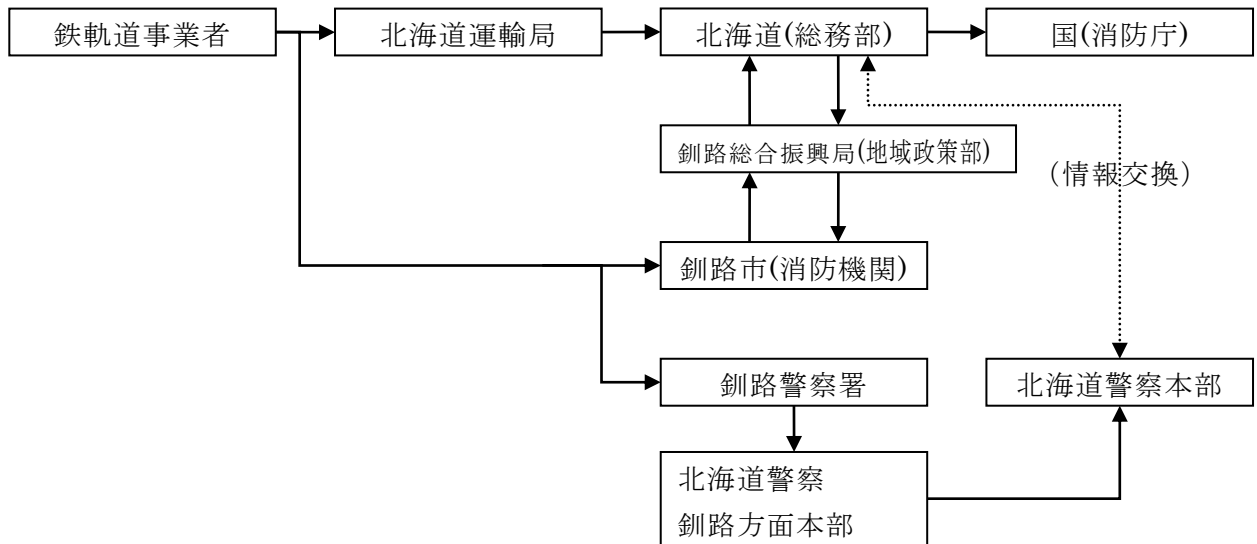 鉄軌道事業者
北海道運輸局
北海道(総務部)
国(消防庁)
釧路総合振興局(地域政策部)
(情報交換)
釧路市(消防機関)
釧路警察署
北海道警察本部
北海道警察
釧路方面本部